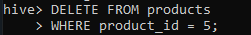 hive> DELETE FROM products
    > WHERE product_id = 5;